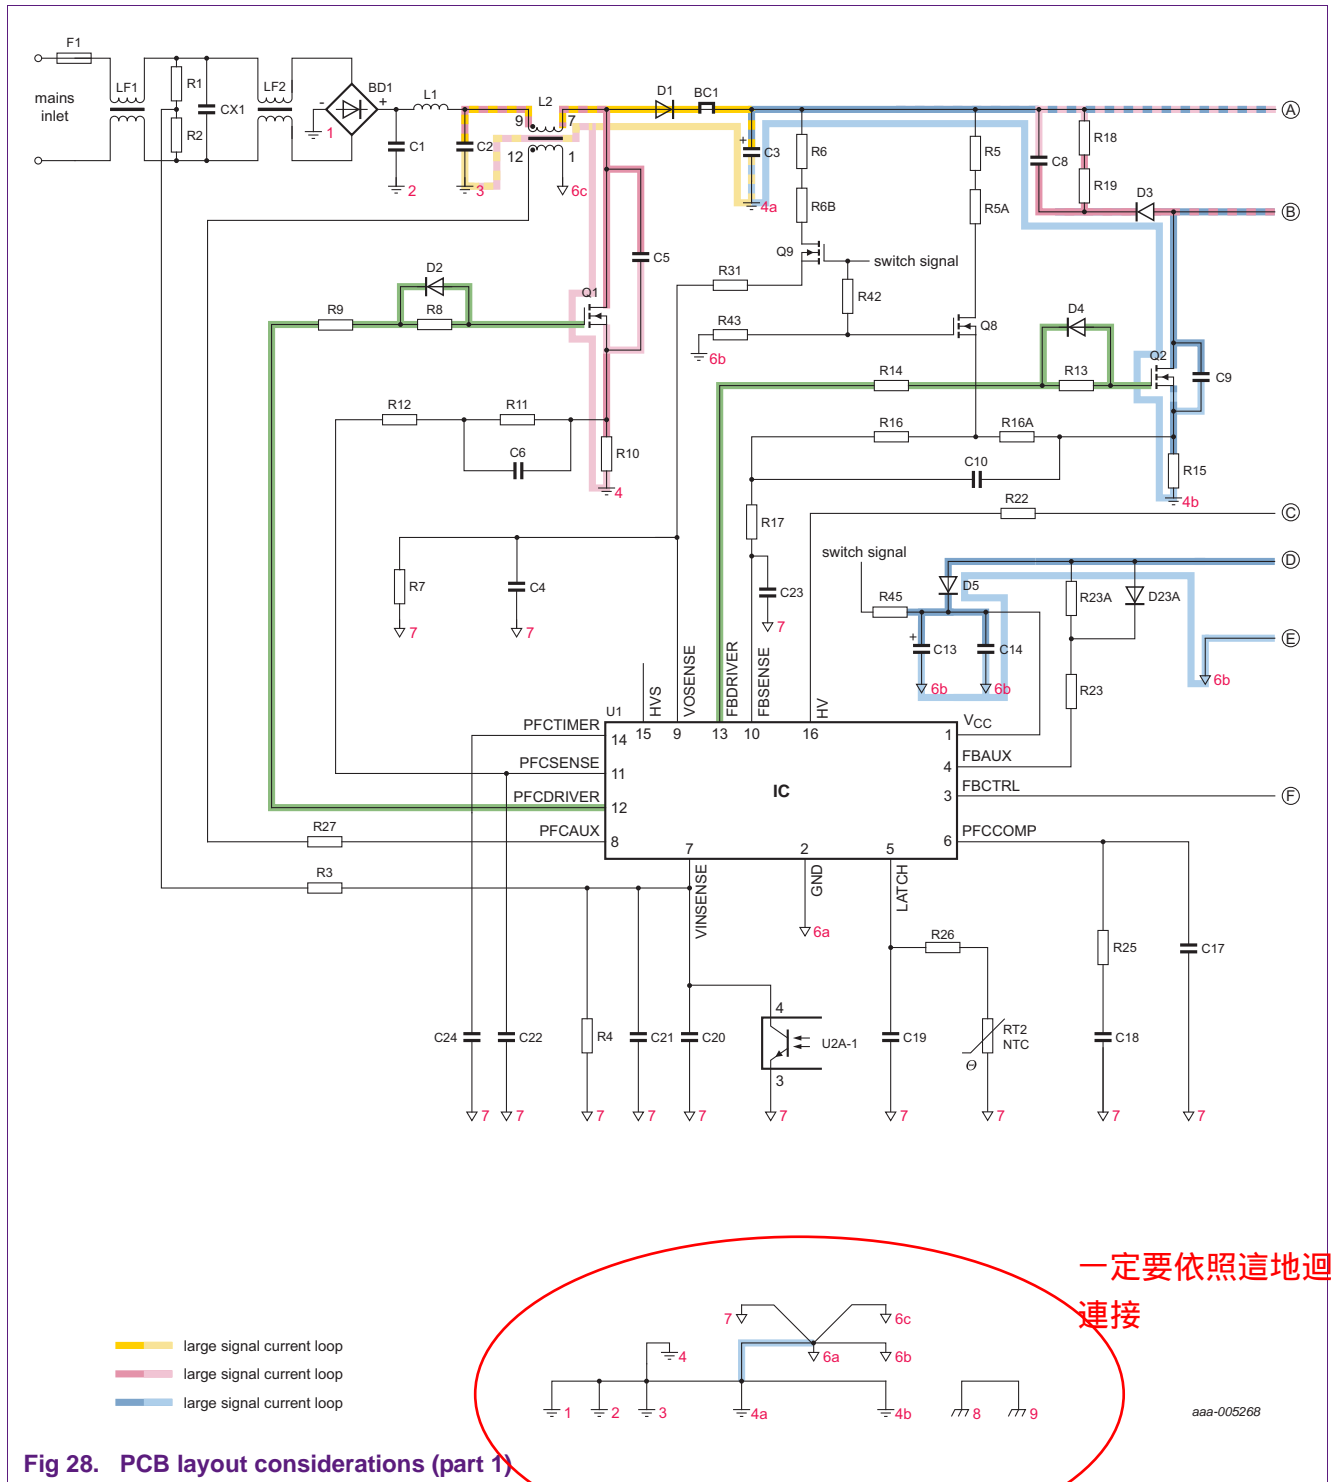 F1
mains
inlet
LF1
R1
R2
CX1
LF2
BD1
-
+
1
L1
C1
2
C2
3
L2
9
7
12
1
6c
D1
BC1
+
C3
4a
R6
R6B
Q9
switch signal
R5
R5A
C8
R18
R19
D3
A
B
C5
D2
Q1
R9
R8
R31
R42
R43
6b
Q8
D4
Q2
R14
R13
C9
R12
R11
C6
R10
4
R16
R16A
C10
R15
4b
R22
C
R17
switch signal
D
R7
C4
7
7
C23
7
R45
D5
R23A
D23A
+
C13
C14
E
6b
6b
6b
R23
U1
HVS
VOSENSE
FBDRIVER
FBSENSE
HV
VCC
PFCTIMER
14
15
9
13
10
16
1
PFCSENSE
11
4
FBAUX
PFCDRIVER
12
IC
3
FBCTRL
F
R27
PFCAUX
8
7
2
5
6
PFCCOMP
R3
VINSENSE
GND
LATCH
6a
R26
R25
C17
C24
C22
R4
C21
C20
4
U2A-1
3
C19
RT2
NTC
Θ
C18
7
7
7
7
7
7
7
7
7
7
一定要依照這地迴
連接
7
6c
6a
6b
4
1
2
3
4a
4b
8
9
large signal current loop
large signal current loop
large signal current loop
aaa-005268
Fig 28. PCB layout considerations (part 1)